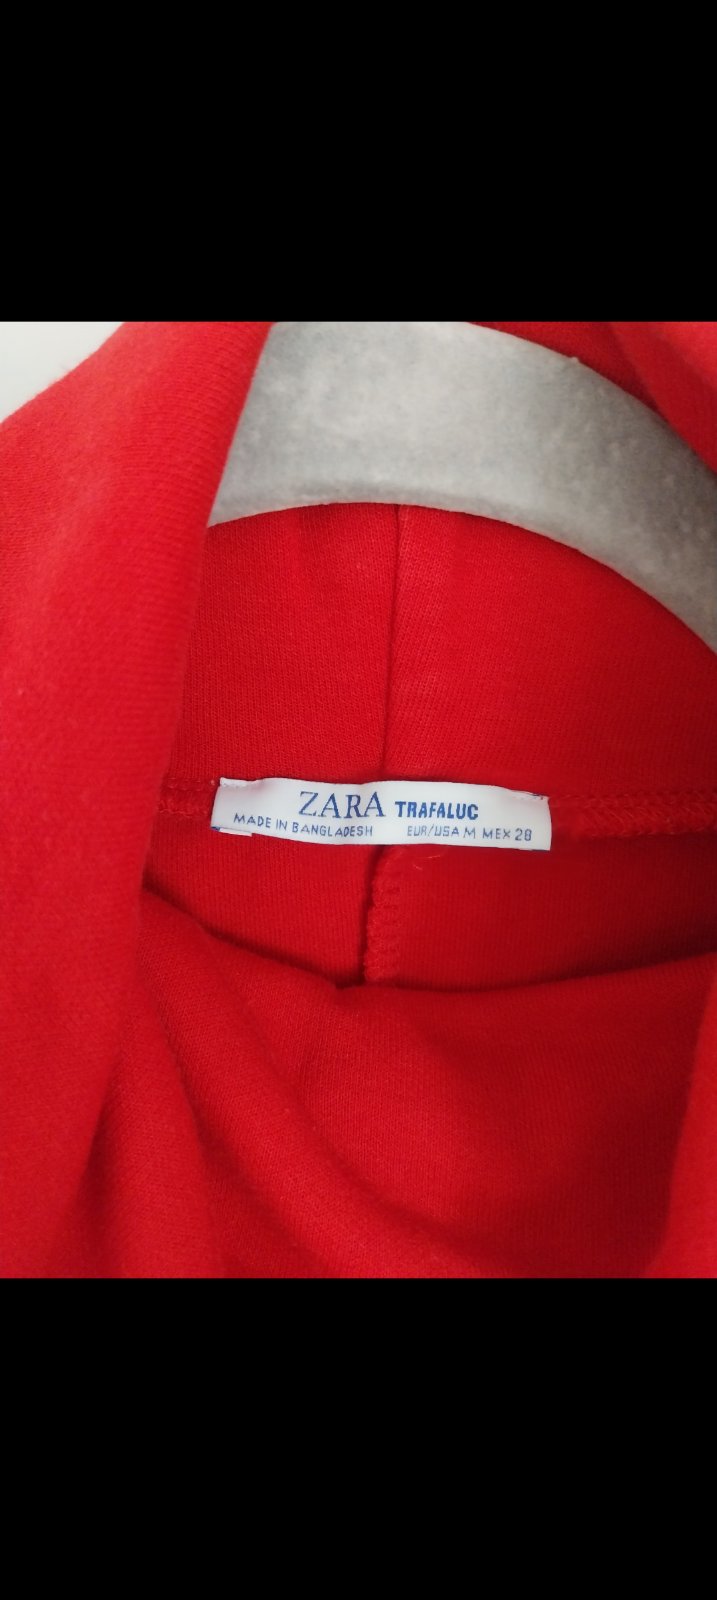 ZARA TRAFALUC
MADE IN BANGLADESH EUR/USA M MEX 28